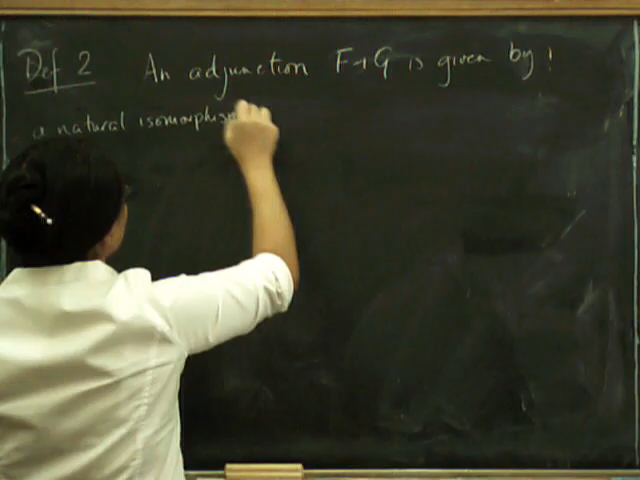 Def 2 An adjunction F ⊣ G is given by:
a natural isomorphism